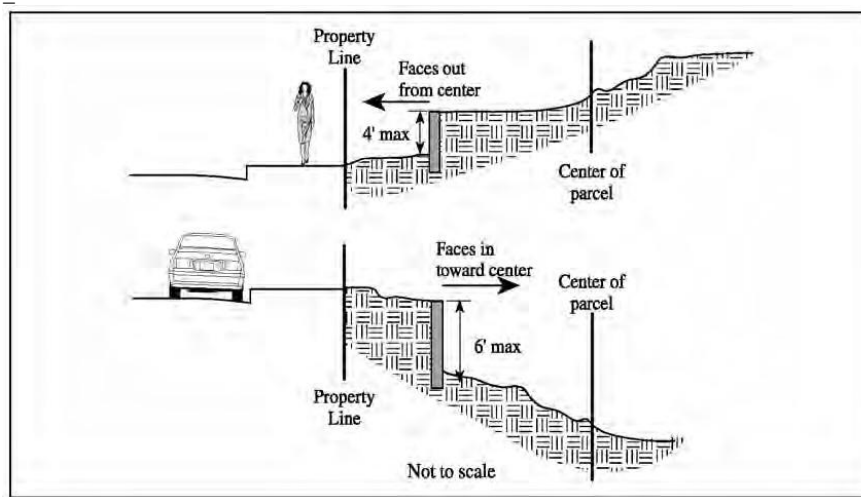 Property
Line
Faces out
from center
4' max
Center of
parcel
Faces in
toward center
Center of
parcel
6' max
Property
Line
Not to scale